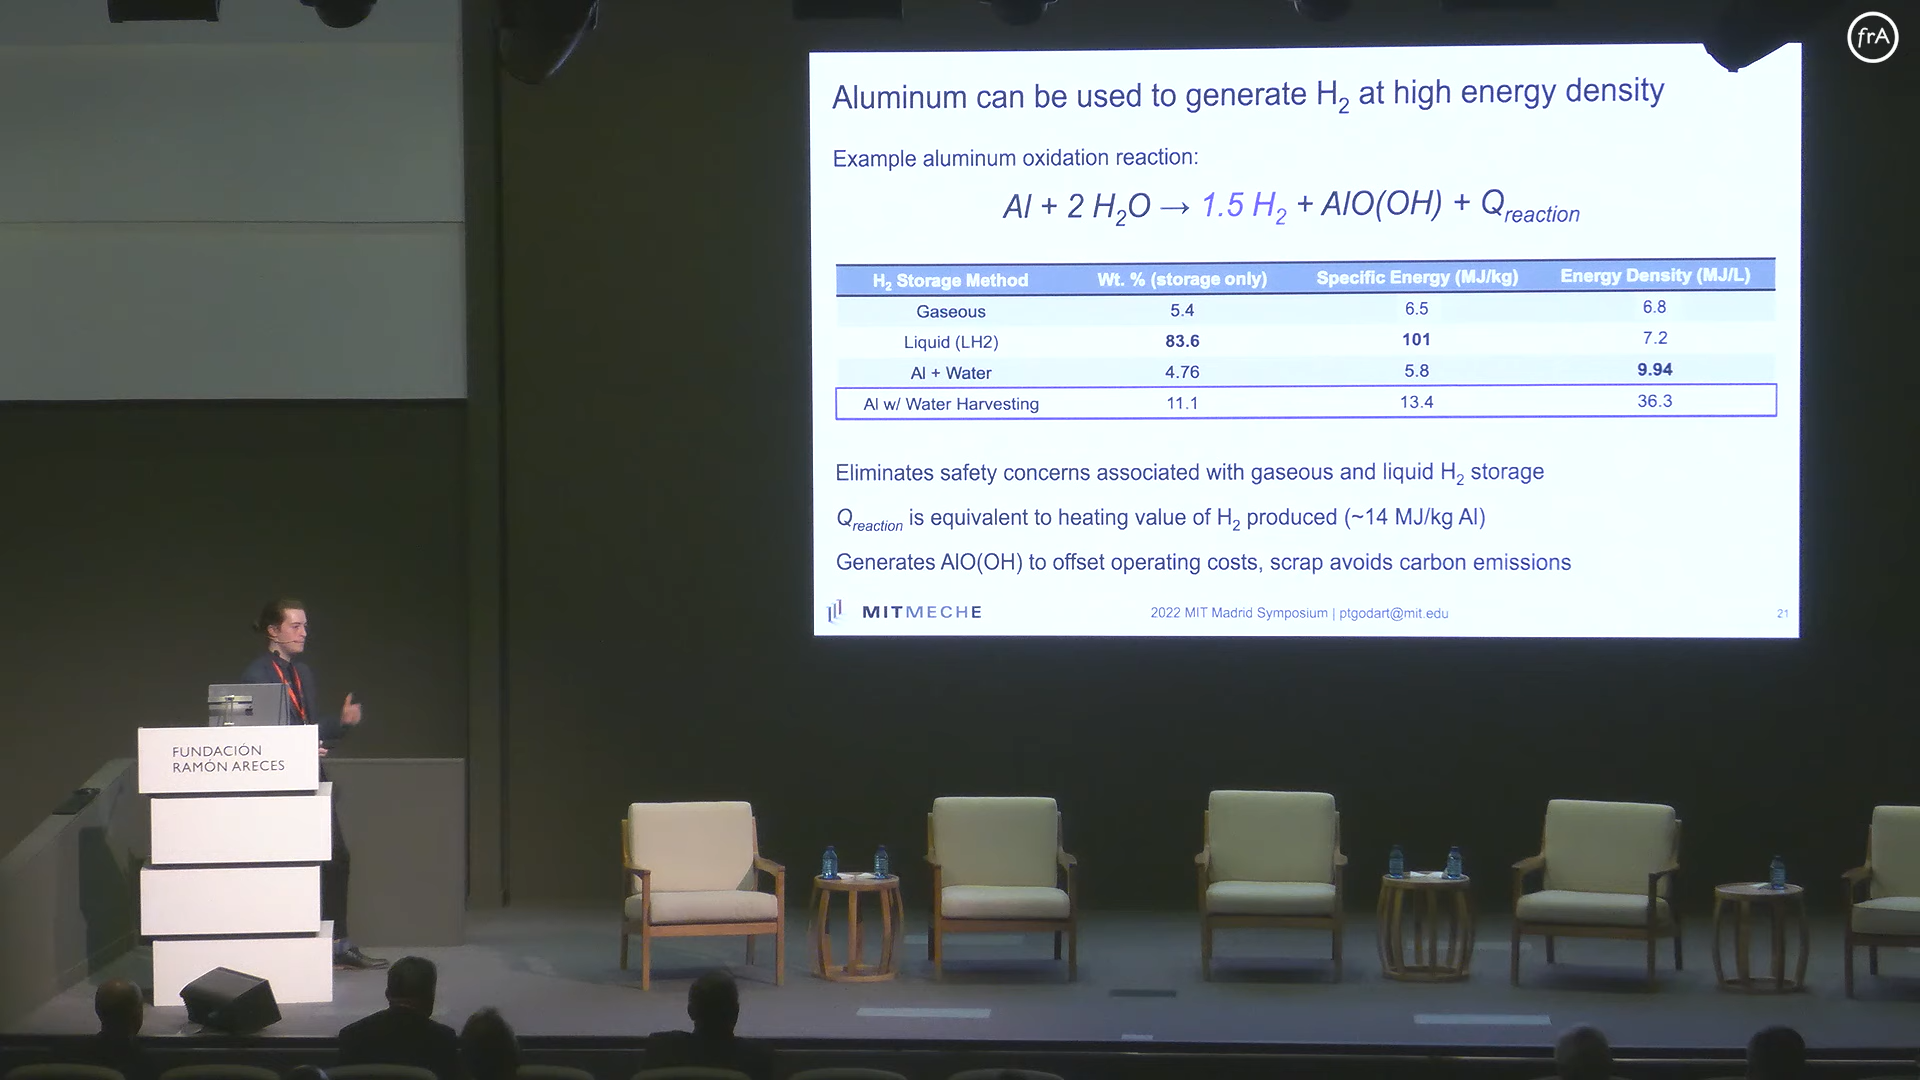 frA
Aluminum can be used to generate H₂ at high energy density
Example aluminum oxidation reaction:
Al + 2 H₂O → 1.5 H₂ + AlO(OH) + Qreaction
H₂ Storage Method Wt. % (storage only) Specific Energy (MJ/kg) Energy Density (MJ/L)
Gaseous 5.4 6.5 6.8
Liquid (LH2) 83.6 101 7.2
Al + Water 4.76 5.8 9.94
Al w/ Water Harvesting 11.1 13.4 36.3
Eliminates safety concerns associated with gaseous and liquid H₂ storage
Qreaction is equivalent to heating value of H₂ produced (~14 MJ/kg Al)
Generates AlO(OH) to offset operating costs, scrap avoids carbon emissions
MITMECHE 2022 MIT Madrid Symposium | ptgodart@mit.edu 21
FUNDACIÓN
RAMÓN ARECES